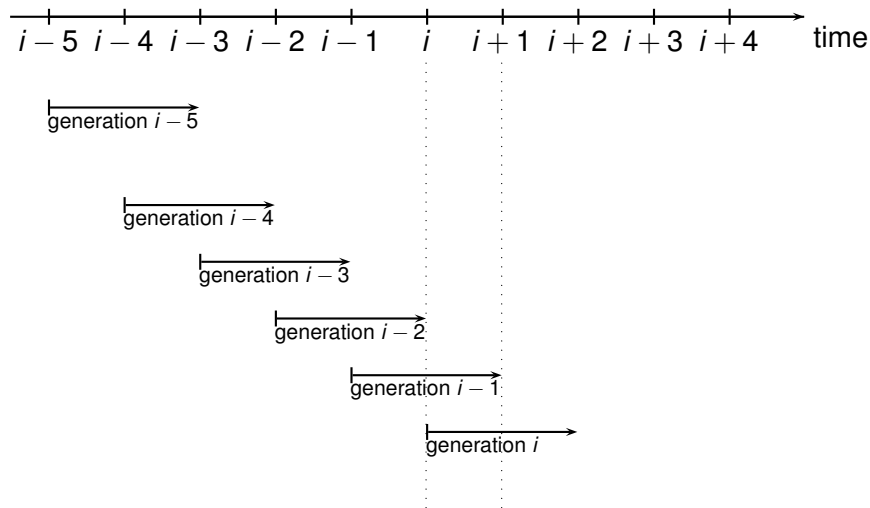 i − 5 i − 4 i − 3 i − 2 i − 1 i i + 1 i + 2 i + 3 i + 4 time
generation i − 5
generation i − 4
generation i − 3
generation i − 2
generation i − 1
generation i